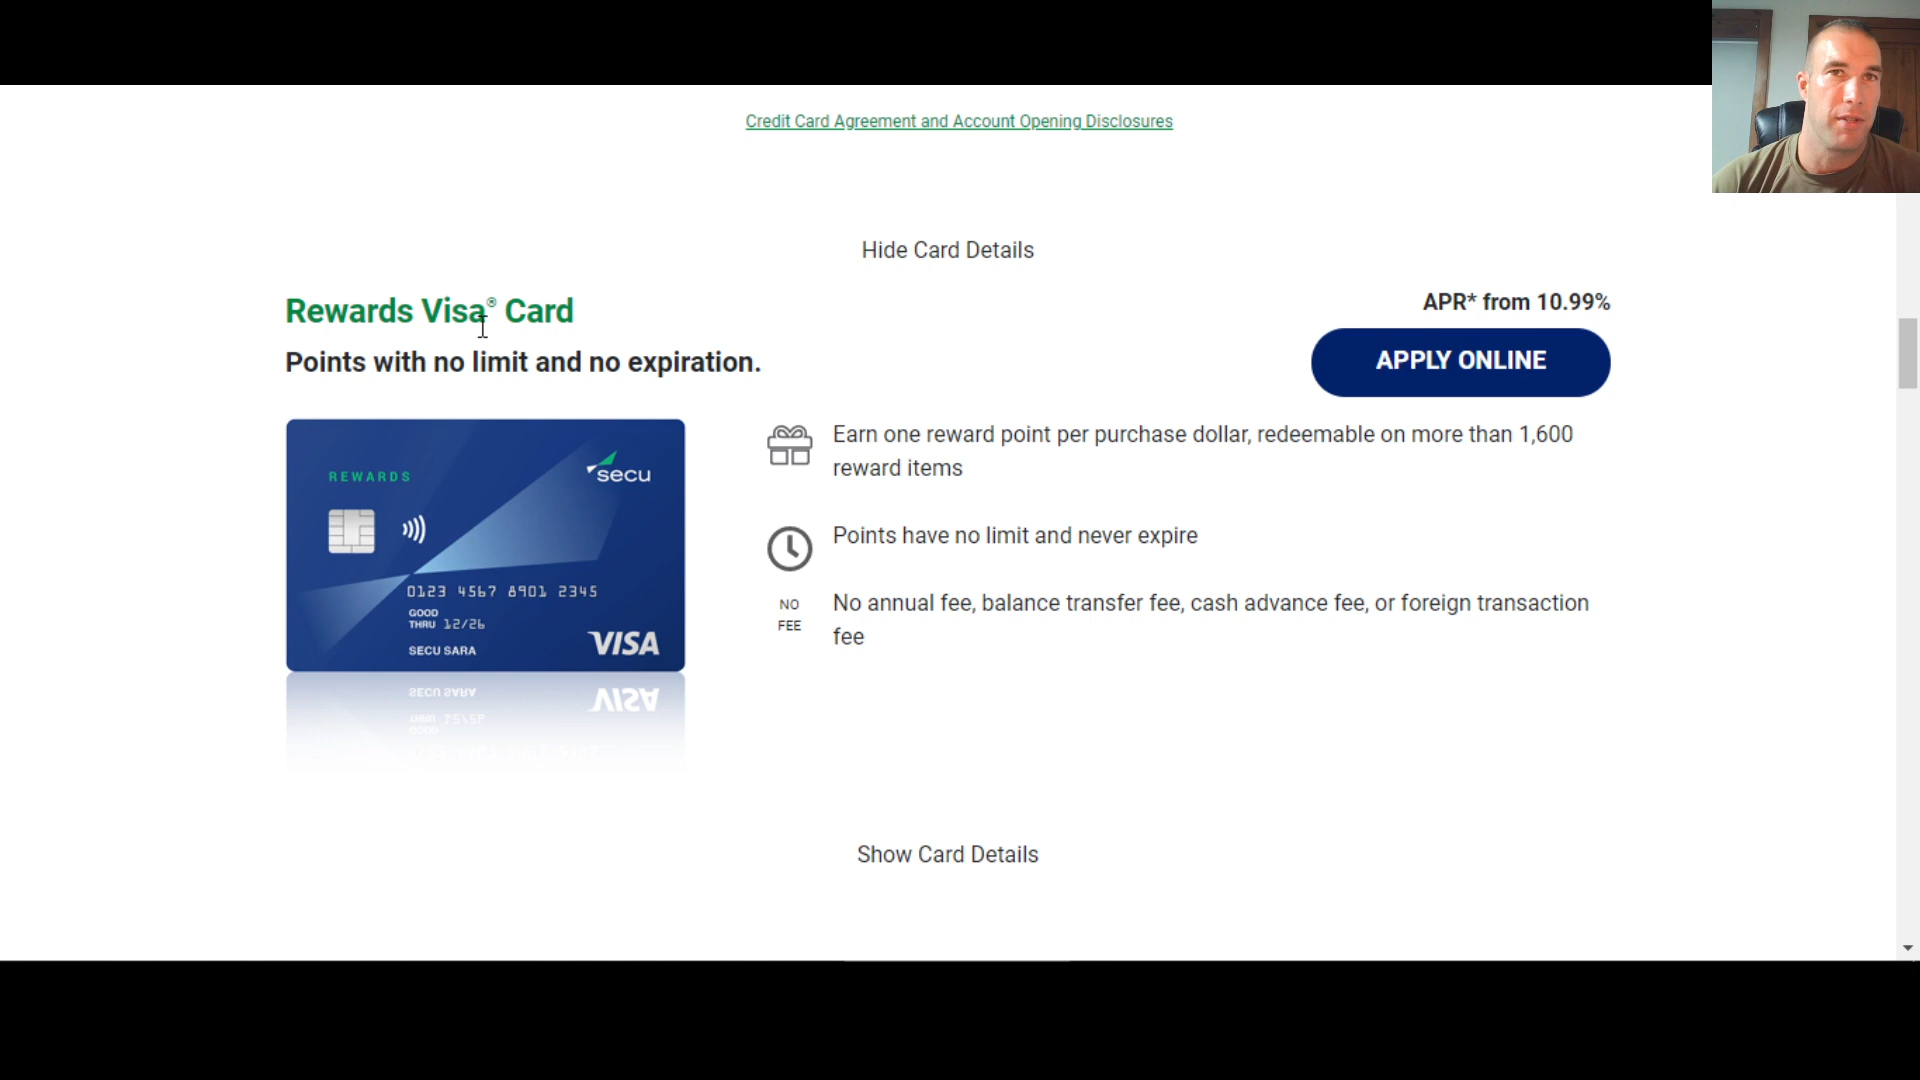 Credit Card Agreement and Account Opening Disclosures
Hide Card Details
Rewards Visa® Card
APR* from 10.99%
Points with no limit and no expiration.
APPLY ONLINE
REWARDS
secu
0123 4567 8901 2345
GOOD
THRU 12/26
SECU SARA
VISA
Earn one reward point per purchase dollar, redeemable on more than 1,600
reward items
Points have no limit and never expire
NO
FEE
No annual fee, balance transfer fee, cash advance fee, or foreign transaction
fee
Show Card Details